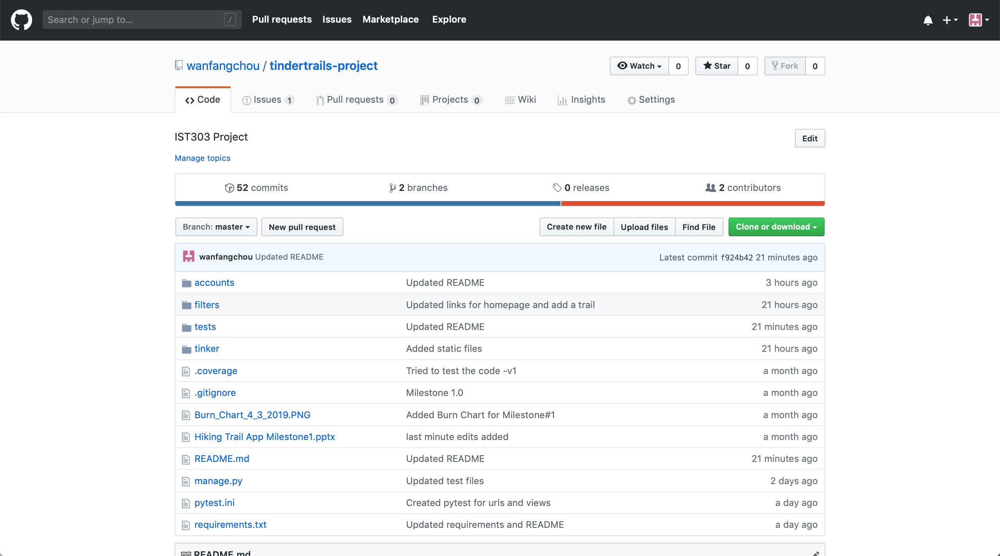 Search or jump to... /
Pull requests Issues Marketplace Explore
wanfangchou / tindertrails-project
Watch 0 Star 0 Fork 0
Code Issues 1 Pull requests 0 Projects 0 Wiki Insights Settings
IST303 Project
Edit
Manage topics
52 commits 2 branches 0 releases 2 contributors
Branch: master New pull request Create new file Upload files Find File Clone or download
wanfangchou Updated README Latest commit f924b42 21 minutes ago
accounts Updated README 3 hours ago
filters Updated links for homepage and add a trail 21 hours ago
tests Updated README 21 minutes ago
tinker Added static files 21 hours ago
.coverage Tried to test the code -v1 a month ago
.gitignore Milestone 1.0 a month ago
Burn_Chart_4_3_2019.PNG Added Burn Chart for Milestone#1 a month ago
Hiking Trail App Milestone1.pptx last minute edits added a month ago
README.md Updated README 21 minutes ago
manage.py Updated test files 2 days ago
pytest.ini Created pytest for urls and views a day ago
requirements.txt Updated requirements and README a day ago
README.md